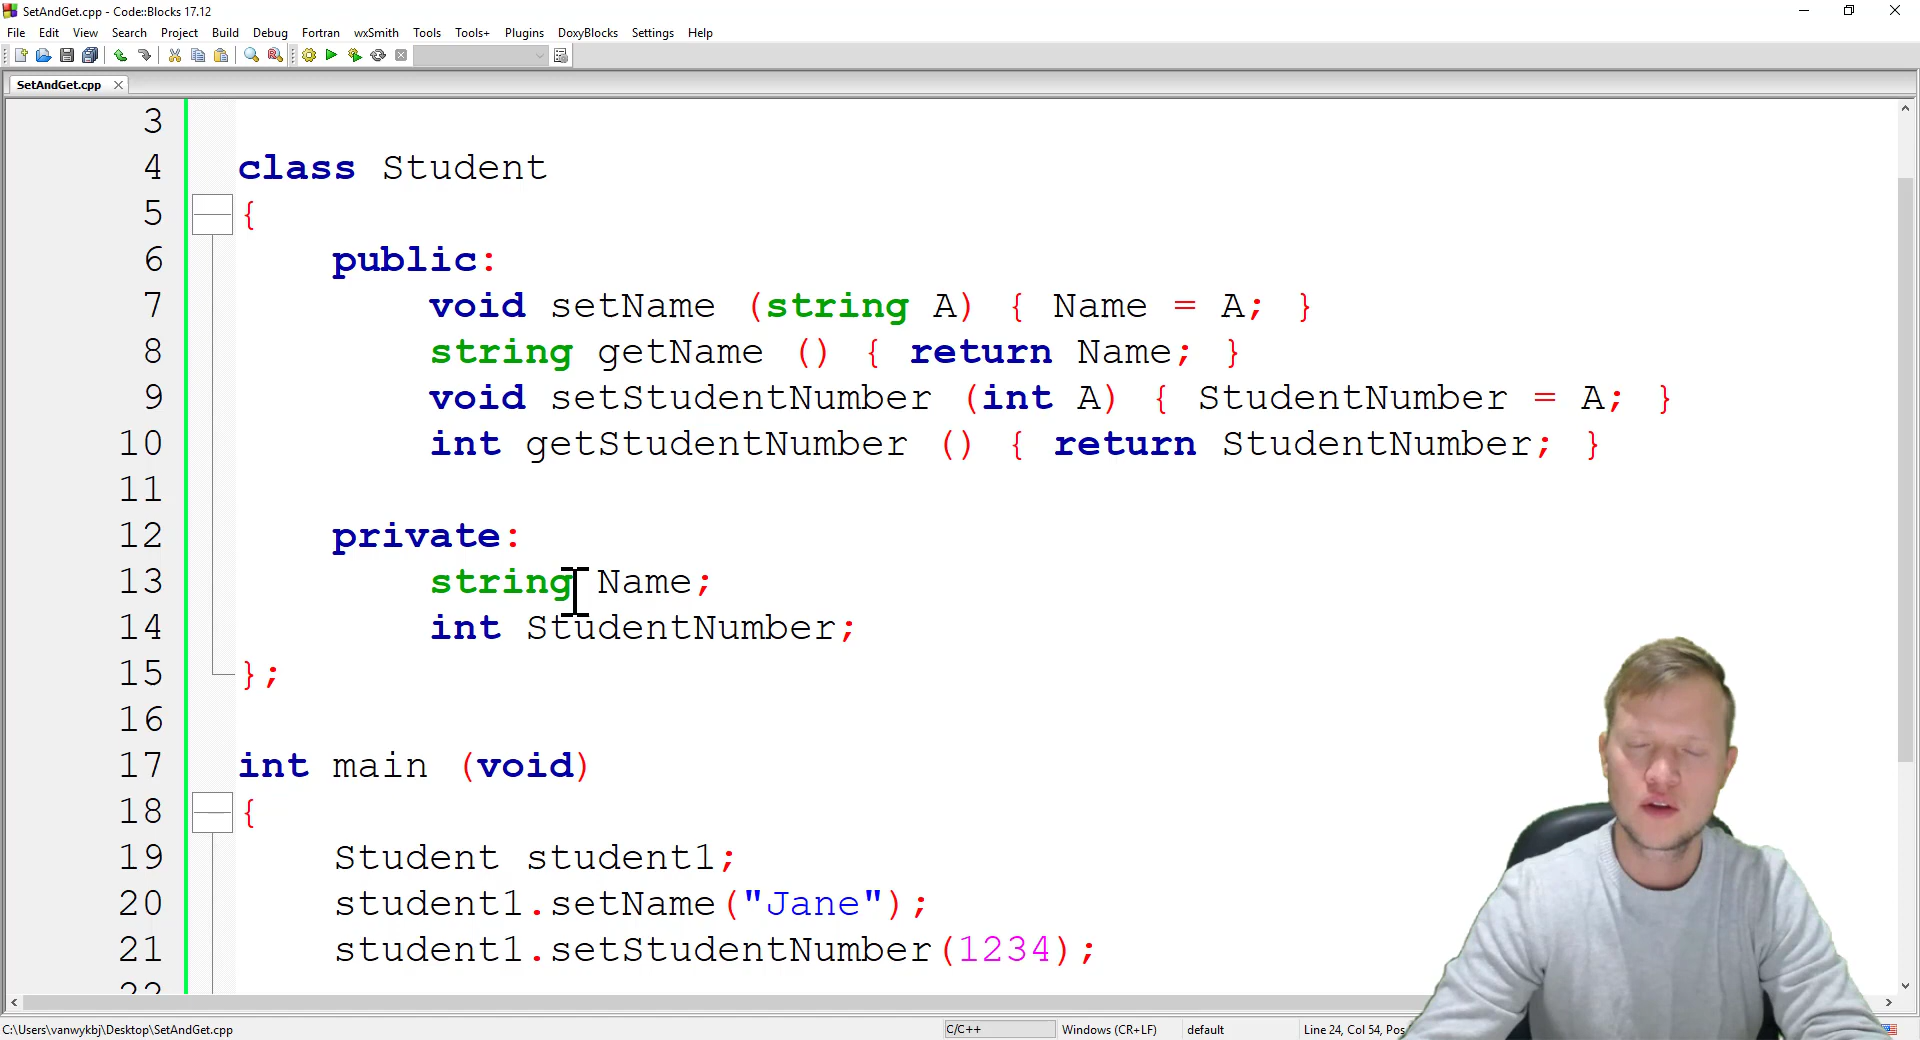 SetAndGet.cpp - Code::Blocks 17.12
File Edit View Search Project Build Debug Fortran wxSmith Tools Tools+ Plugins DoxyBlocks Settings Help
SetAndGet.cpp
3
4 class Student
5 {
6 public:
7 void setName (string A) { Name = A; }
8 string getName () { return Name; }
9 void setStudentNumber (int A) { StudentNumber = A; }
10 int getStudentNumber () { return StudentNumber; }
11
12 private:
13 string Name;
14 int StudentNumber;
15 };
16
17 int main (void)
18 {
19 Student student1;
20 student1.setName("Jane");
21 student1.setStudentNumber(1234);
22
C:\Users\vanwykbj\Desktop\SetAndGet.cpp C/C++ Windows (CR+LF) default Line 24, Col 54, Pos